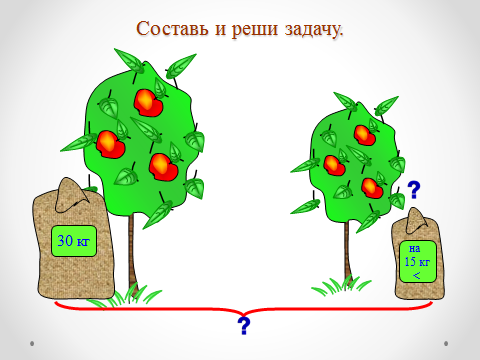 Составь и реши задачу.
?
30 кг
на
15 кг
<
?